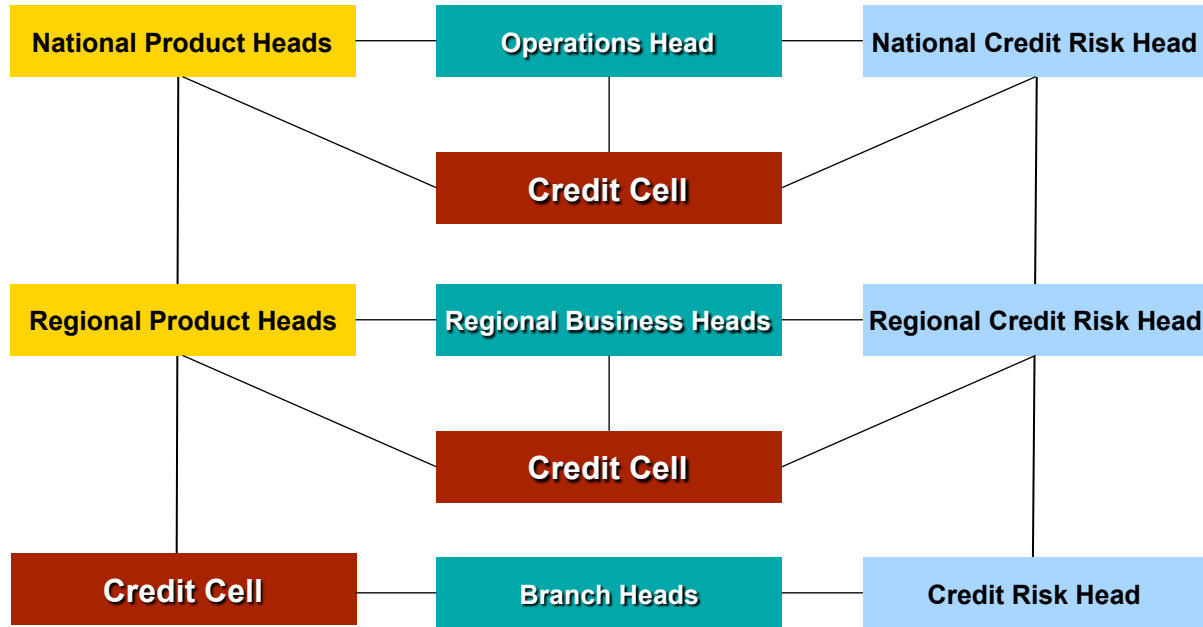 National Product Heads
Operations Head
National Credit Risk Head
Credit Cell
Regional Product Heads
Regional Business Heads
Regional Credit Risk Head
Credit Cell
Credit Cell
Branch Heads
Credit Risk Head